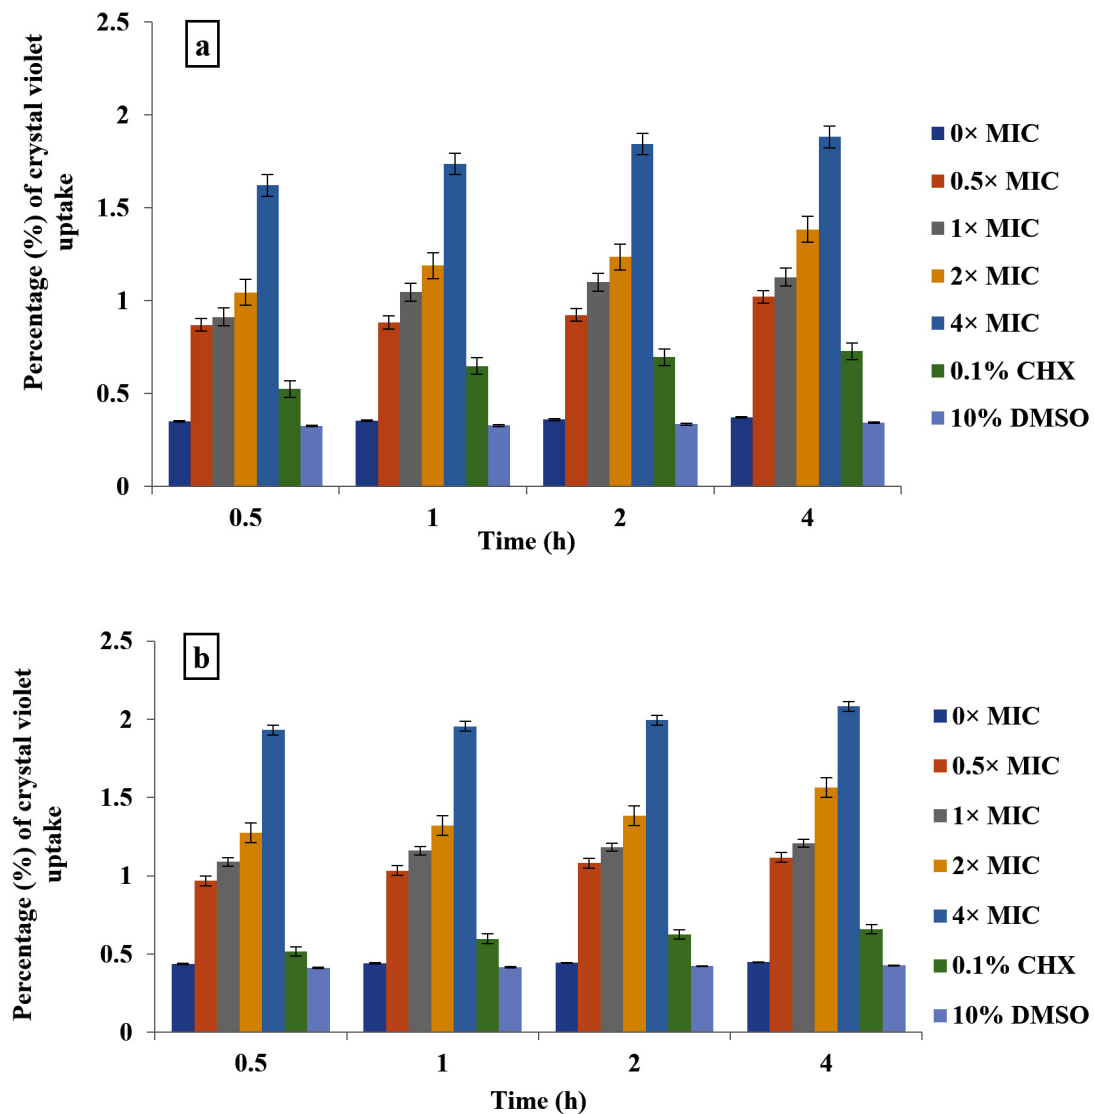 a
Percentage (%) of crystal violet
uptake
2.5
2
1.5
1
0.5
0
0.5 1 2 4
Time (h)
0× MIC
0.5× MIC
1× MIC
2× MIC
4× MIC
0.1% CHX
10% DMSO
b
Percentage (%) of crystal violet
uptake
2.5
2
1.5
1
0.5
0
0.5 1 2 4
Time (h)
0× MIC
0.5× MIC
1× MIC
2× MIC
4× MIC
0.1% CHX
10% DMSO